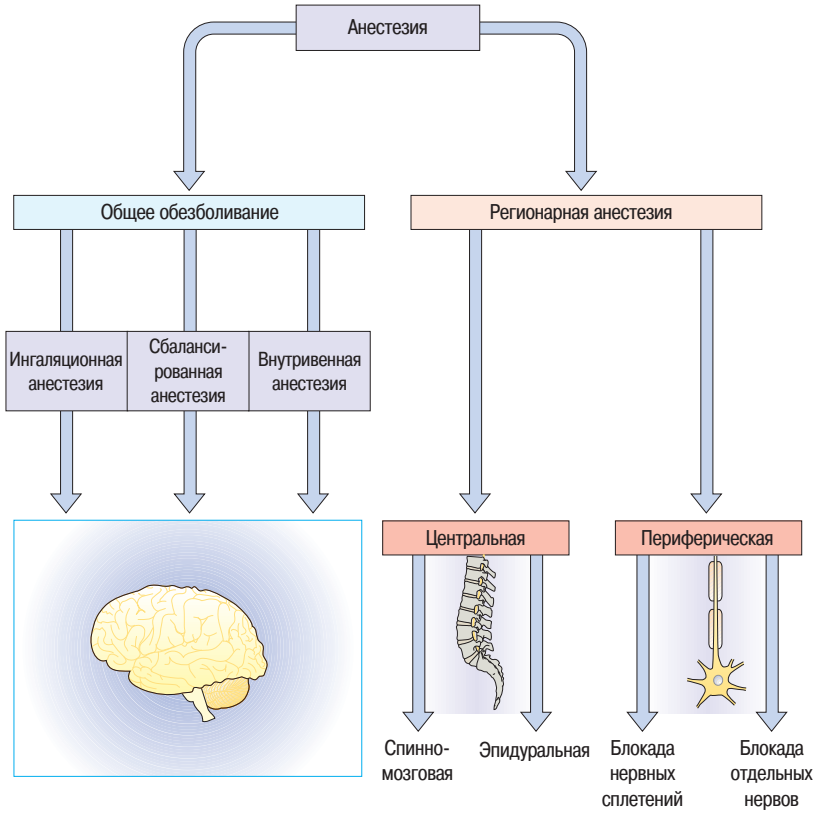 Анестезия
Общее обезболивание
Регионарная анестезия
Ингаляционная
анестезия
Сбаланси-
рованная
анестезия
Внутривенная
анестезия
Центральная
Периферическая
Спинно-
мозговая
Эпидуральная
Блокада
нервных
сплетений
Блокада
отдельных
нервов